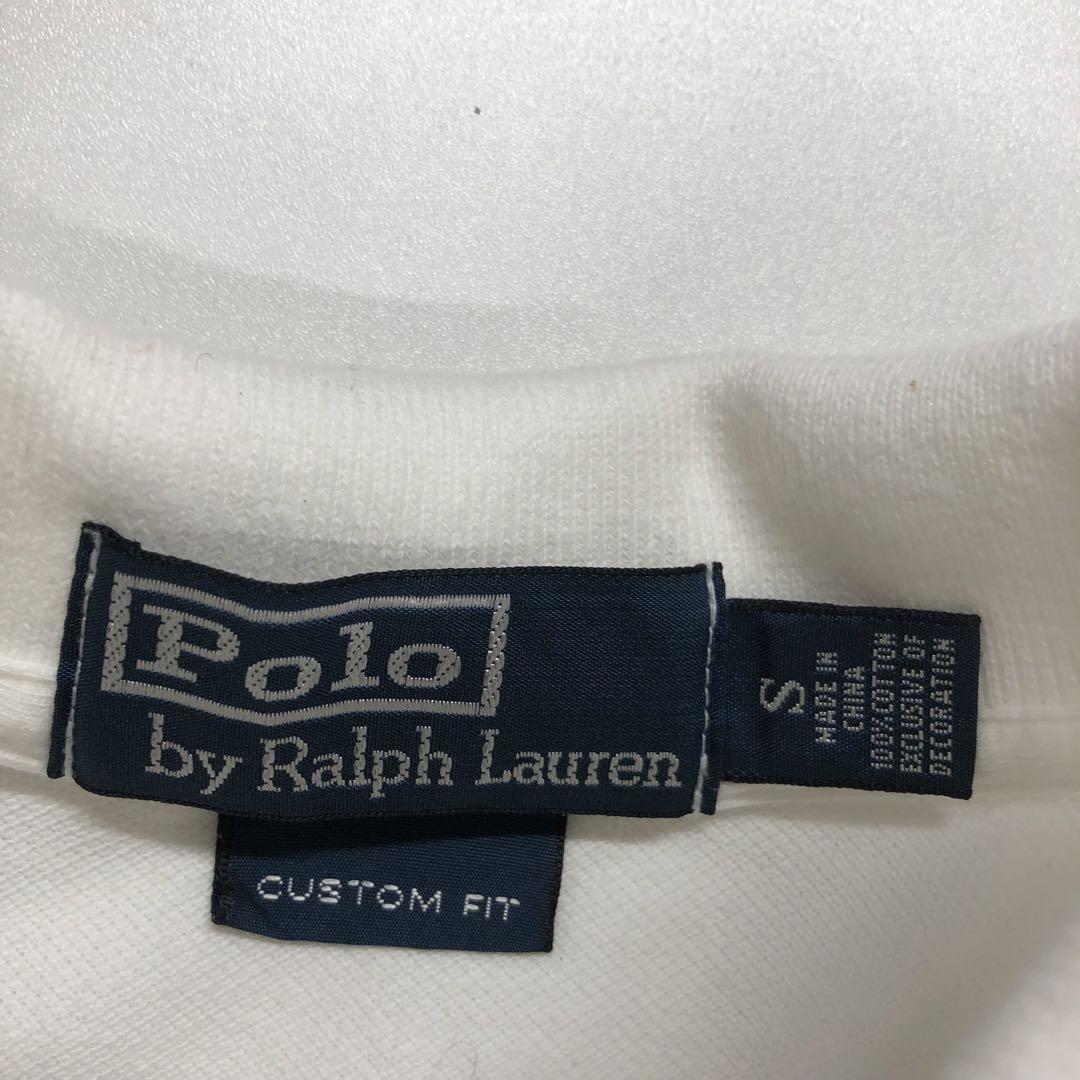 Polo
by Ralph Lauren
CUSTOM FIT
S
MADE IN
CHINA
100%COTTON
EXCLUSIVE OF
DECORATION